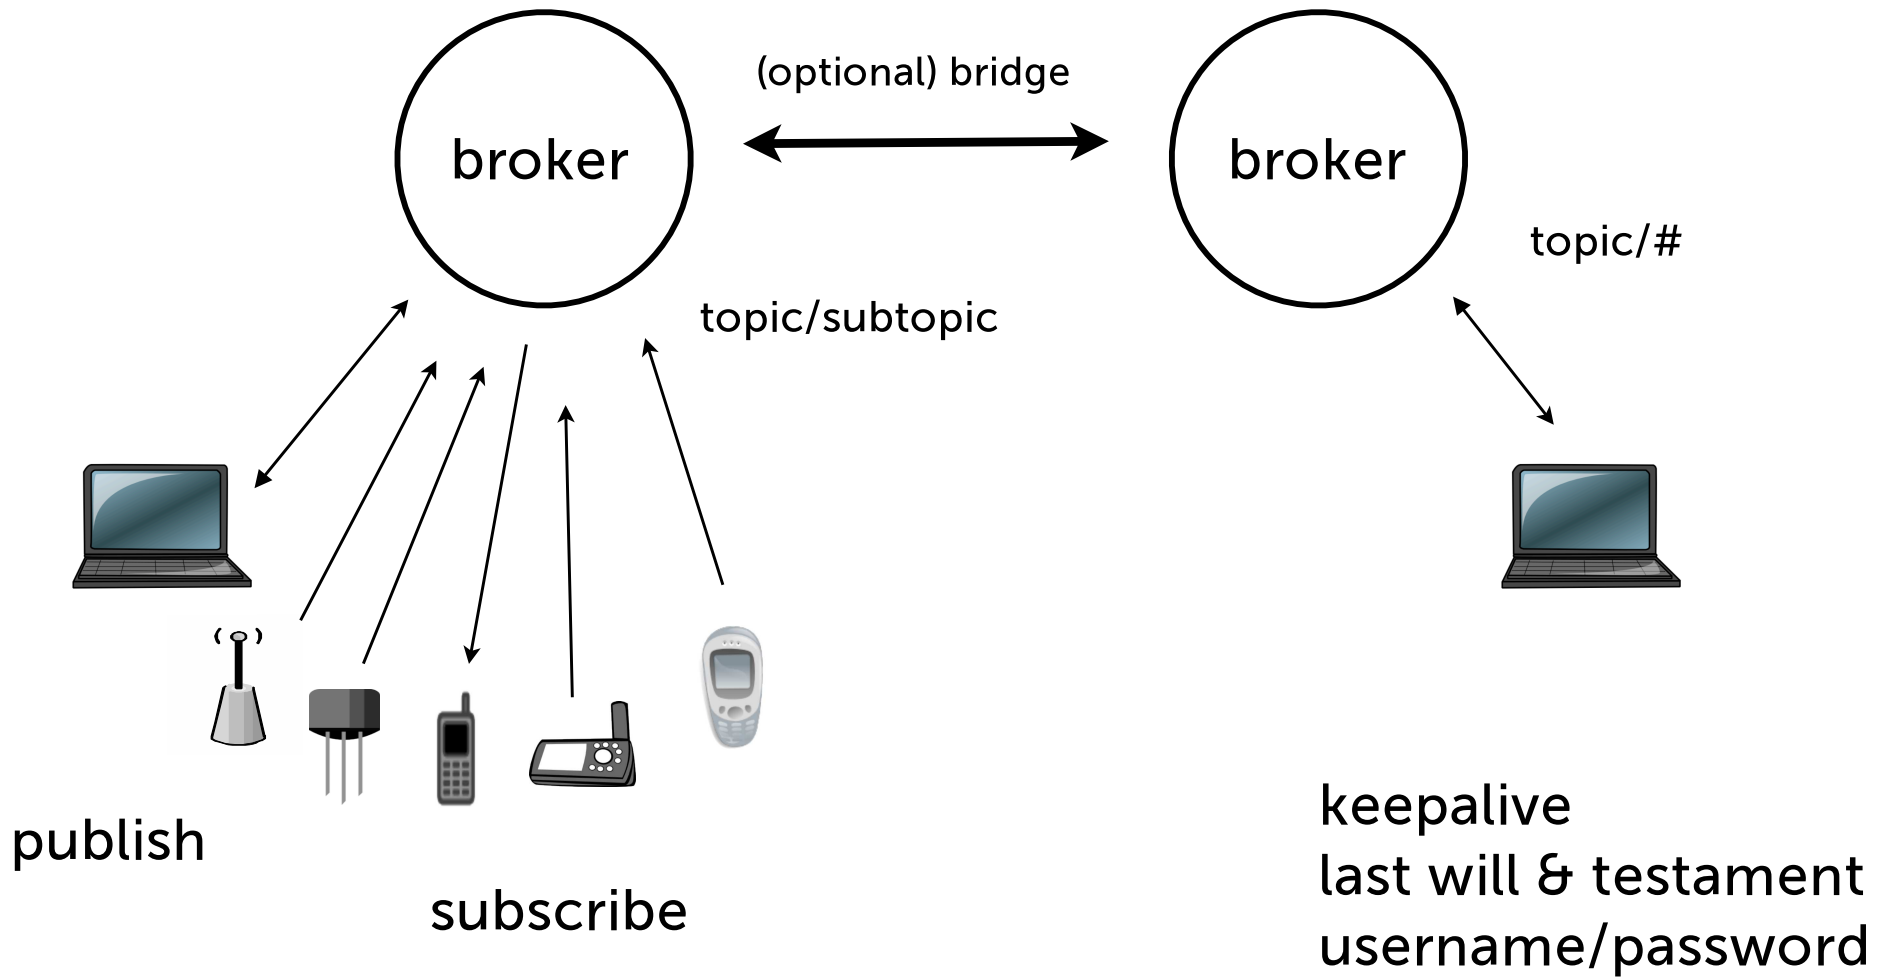 (optional) bridge
broker
broker
topic/#
topic/subtopic
publish
subscribe
keepalive
last will & testament
username/password